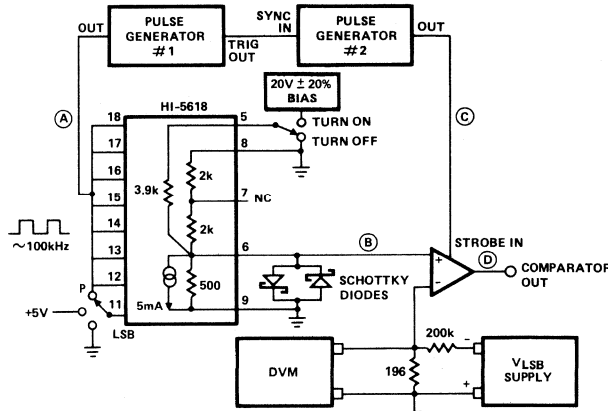 OUT
PULSE
GENERATOR
#1
SYNC
IN
TRIG
OUT
PULSE
GENERATOR
#2
OUT
20V ± 20%
BIAS
A
HI-5618
C
18
5
TURN ON
TURN OFF
17
8
16
2k
3.9k
15
7
NC
14
2k
~100kHz
13
6
B
STROBE IN
12
+
D
COMPARATOR
OUT
P
500
SCHOTTKY
DIODES
-
+5V
11
5mA
9
LSB
200k
-
DVM
196
VLSB
SUPPLY
+